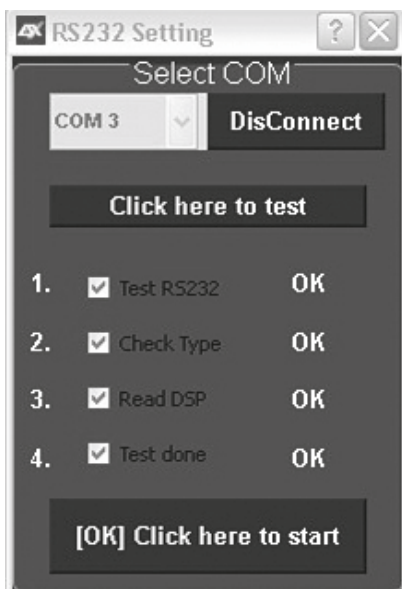 4X RS232 Setting ? X
Select COM
COM 3 DisConnect
Click here to test
1. Test RS232 OK
2. Check Type OK
3. Read DSP OK
4. Test done OK
[OK] Click here to start